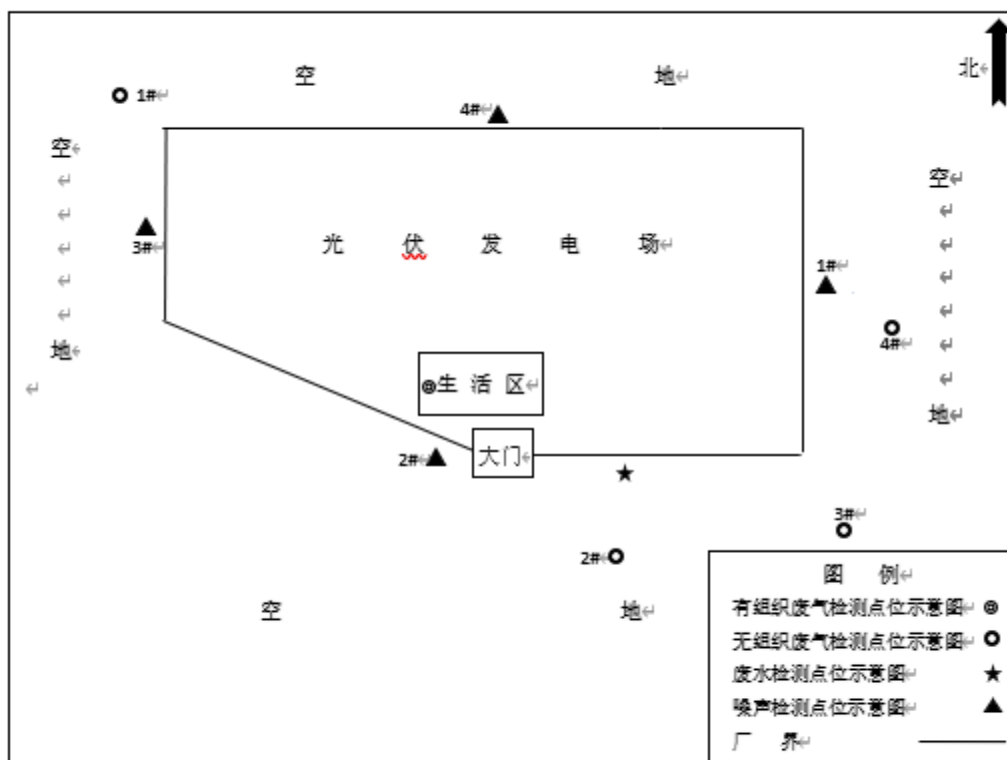 空 地
北
1#
4#
空
3#
光 伏 发 电 场
空
1#
4#
地
生 活 区
地
2#
大门
3#
2#
空 地
图 例
有组织废气检测点位示意图
无组织废气检测点位示意图
废水检测点位示意图
噪声检测点位示意图
厂 界